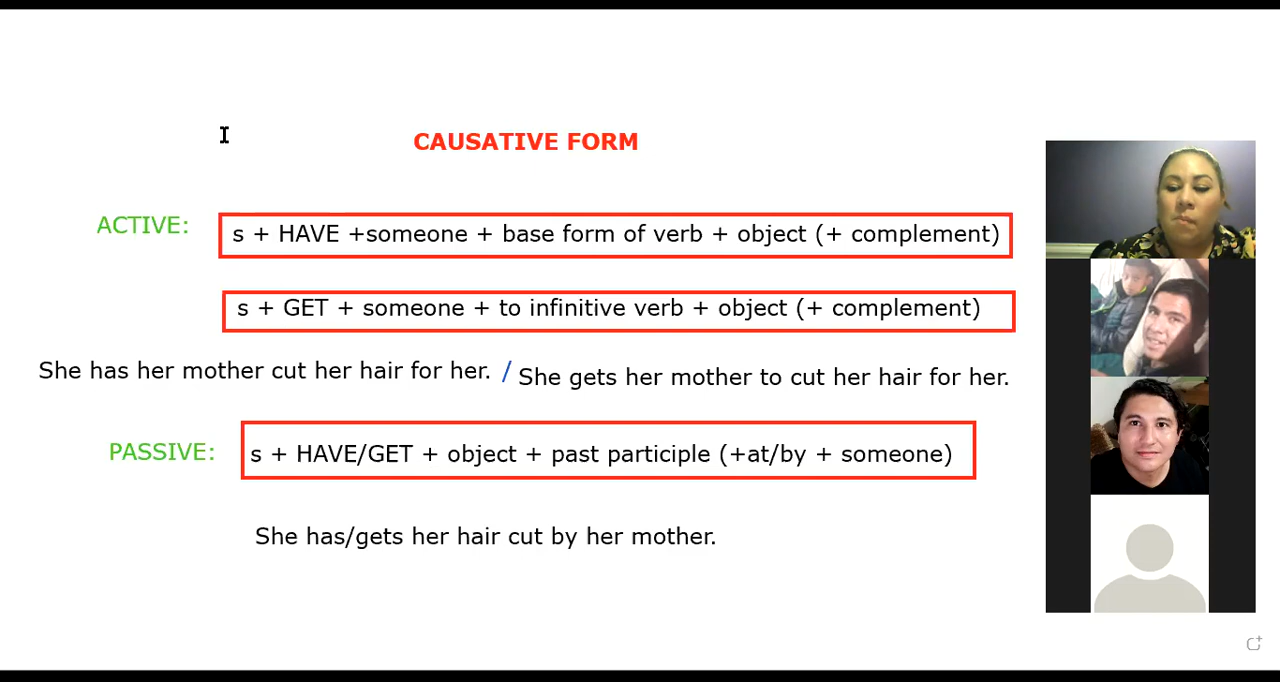 CAUSATIVE FORM
ACTIVE:
s + HAVE +someone + base form of verb + object (+ complement)
s + GET + someone + to infinitive verb + object (+ complement)
She has her mother cut her hair for her. / She gets her mother to cut her hair for her.
PASSIVE:
s + HAVE/GET + object + past participle (+at/by + someone)
She has/gets her hair cut by her mother.